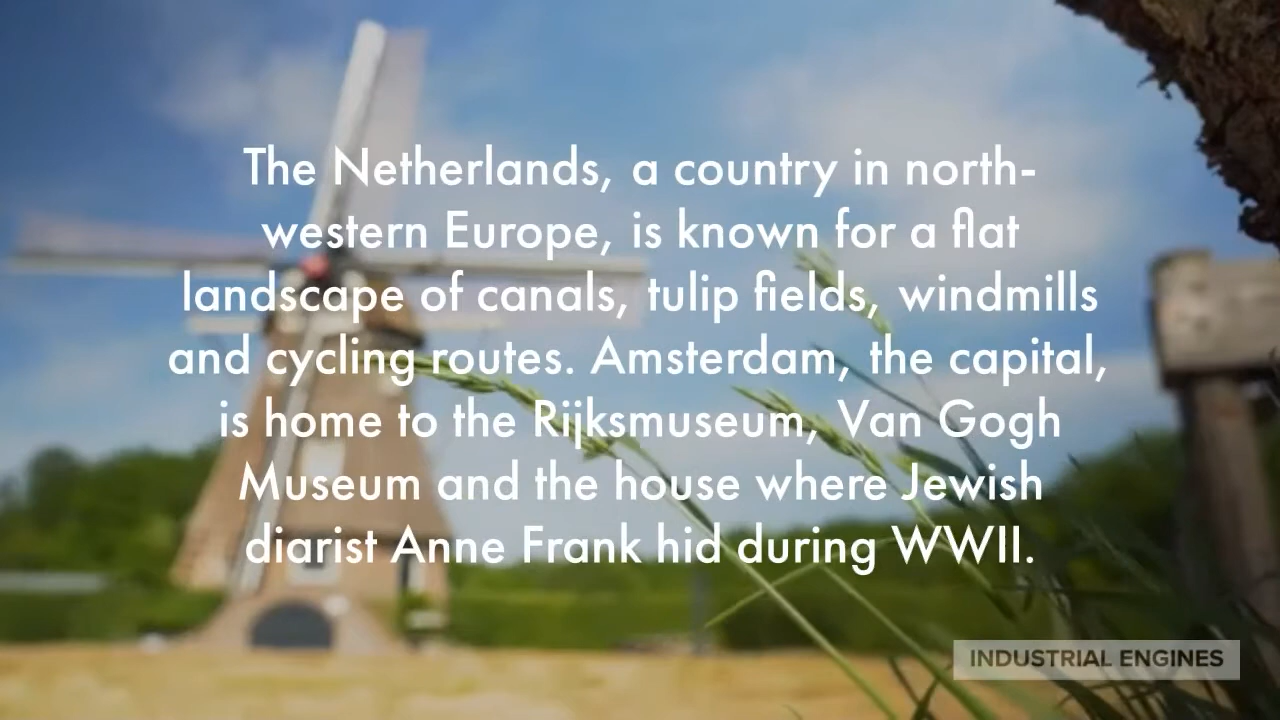 The Netherlands, a country in north-
western Europe, is known for a flat
landscape of canals, tulip fields, windmills
and cycling routes. Amsterdam, the capital,
is home to the Rijksmuseum, Van Gogh
Museum and the house where Jewish
diarist Anne Frank hid during WWII.
INDUSTRIAL ENGINES